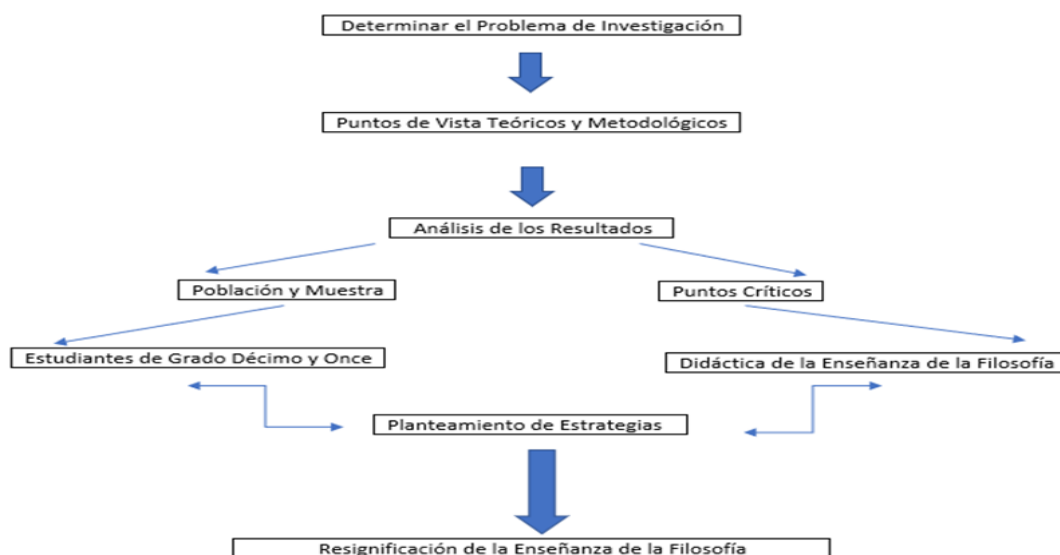 Determinar el Problema de Investigación
Puntos de Vista Teóricos y Metodológicos
Análisis de los Resultados
Población y Muestra
Puntos Críticos
Estudiantes de Grado Décimo y Once
Didáctica de la Enseñanza de la Filosofía
Planteamiento de Estrategias
Resignificación de la Enseñanza de la Filosofía